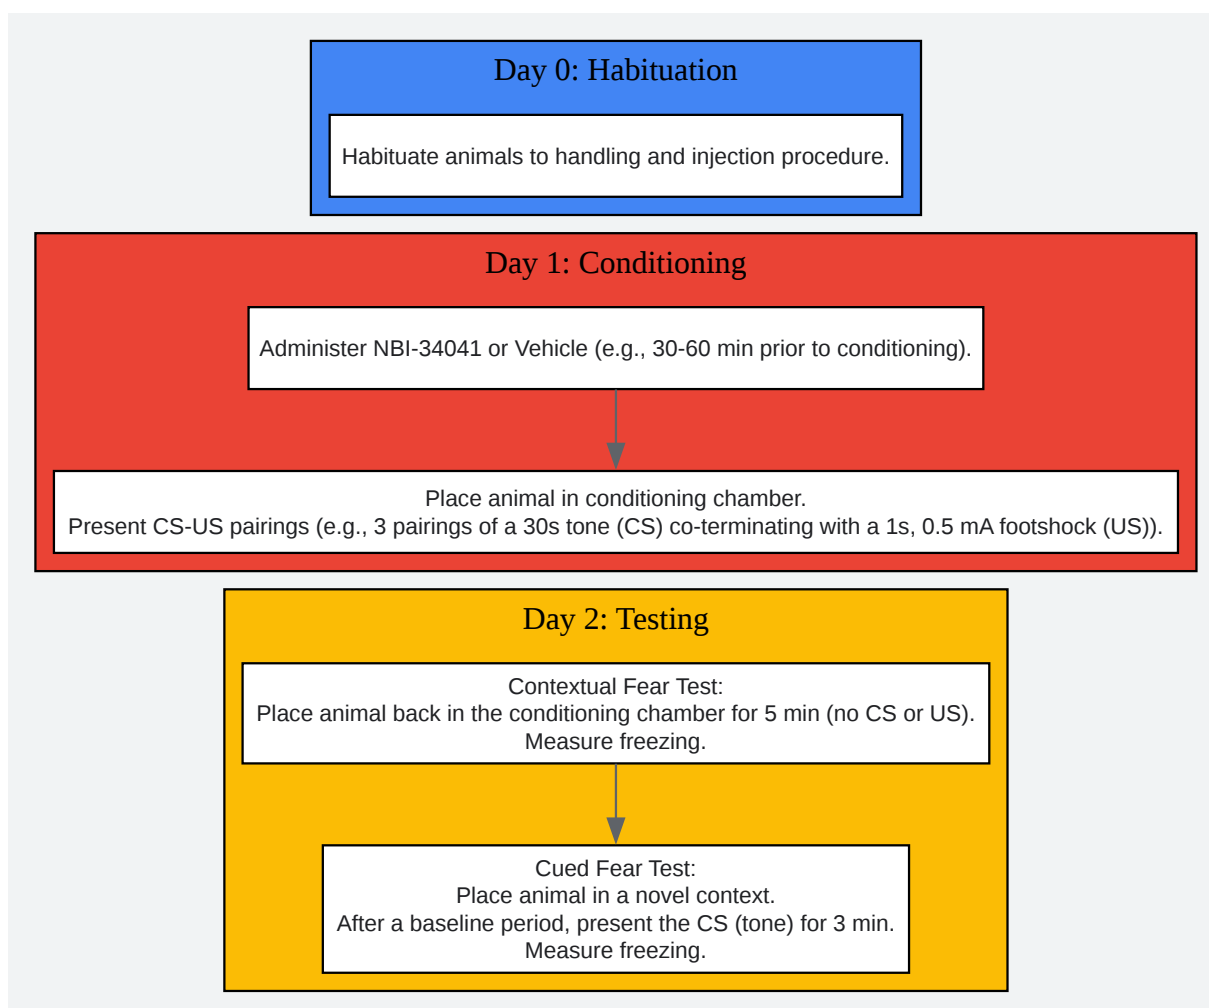 Day 0: Habituation
Habituate animals to handling and injection procedure.
Day 1: Conditioning
Administer NBI-34041 or Vehicle (e.g., 30-60 min prior to conditioning).
Place animal in conditioning chamber.
Present CS-US pairings (e.g., 3 pairings of a 30s tone (CS) co-terminating with a 1s, 0.5 mA footshock (US)).
Day 2: Testing
Contextual Fear Test:
Place animal back in the conditioning chamber for 5 min (no CS or US).
Measure freezing.
Cued Fear Test:
Place animal in a novel context.
After a baseline period, present the CS (tone) for 3 min.
Measure freezing.